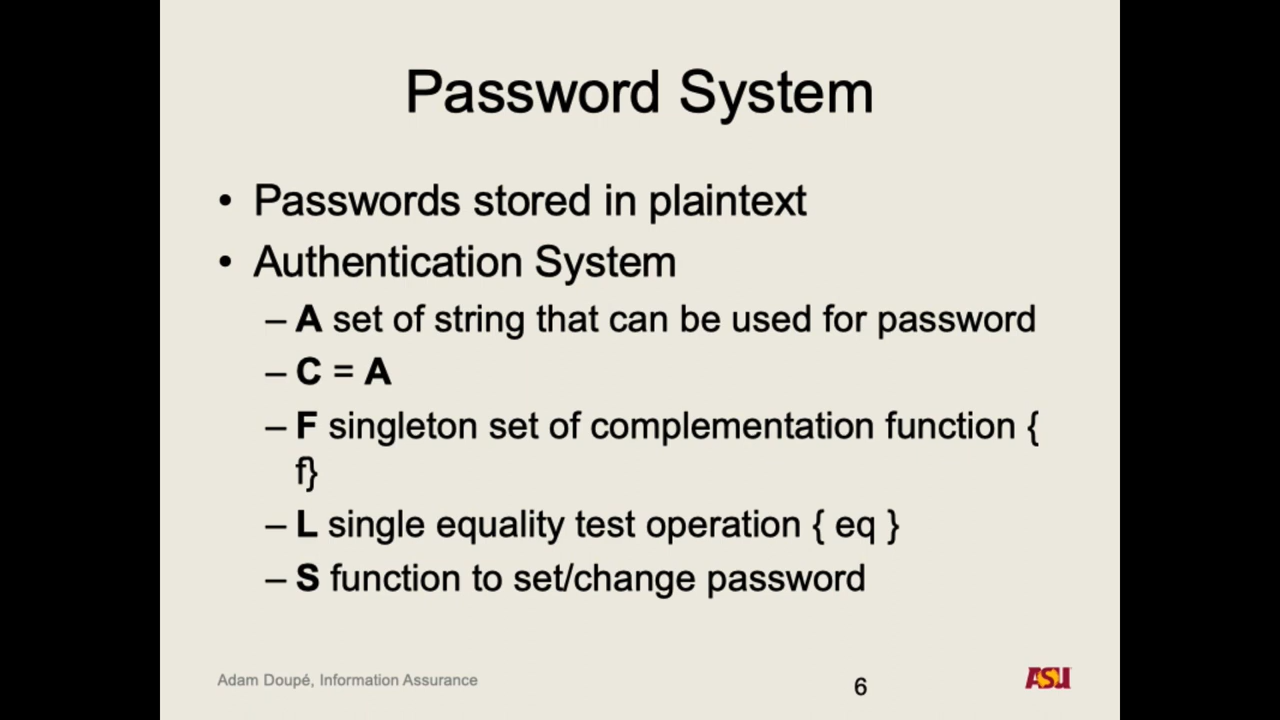 Password System
• Passwords stored in plaintext
• Authentication System
– A set of string that can be used for password
– C = A
– F singleton set of complementation function {
f}
– L single equality test operation { eq }
– S function to set/change password
Adam Doupé, Information Assurance
6
ASU